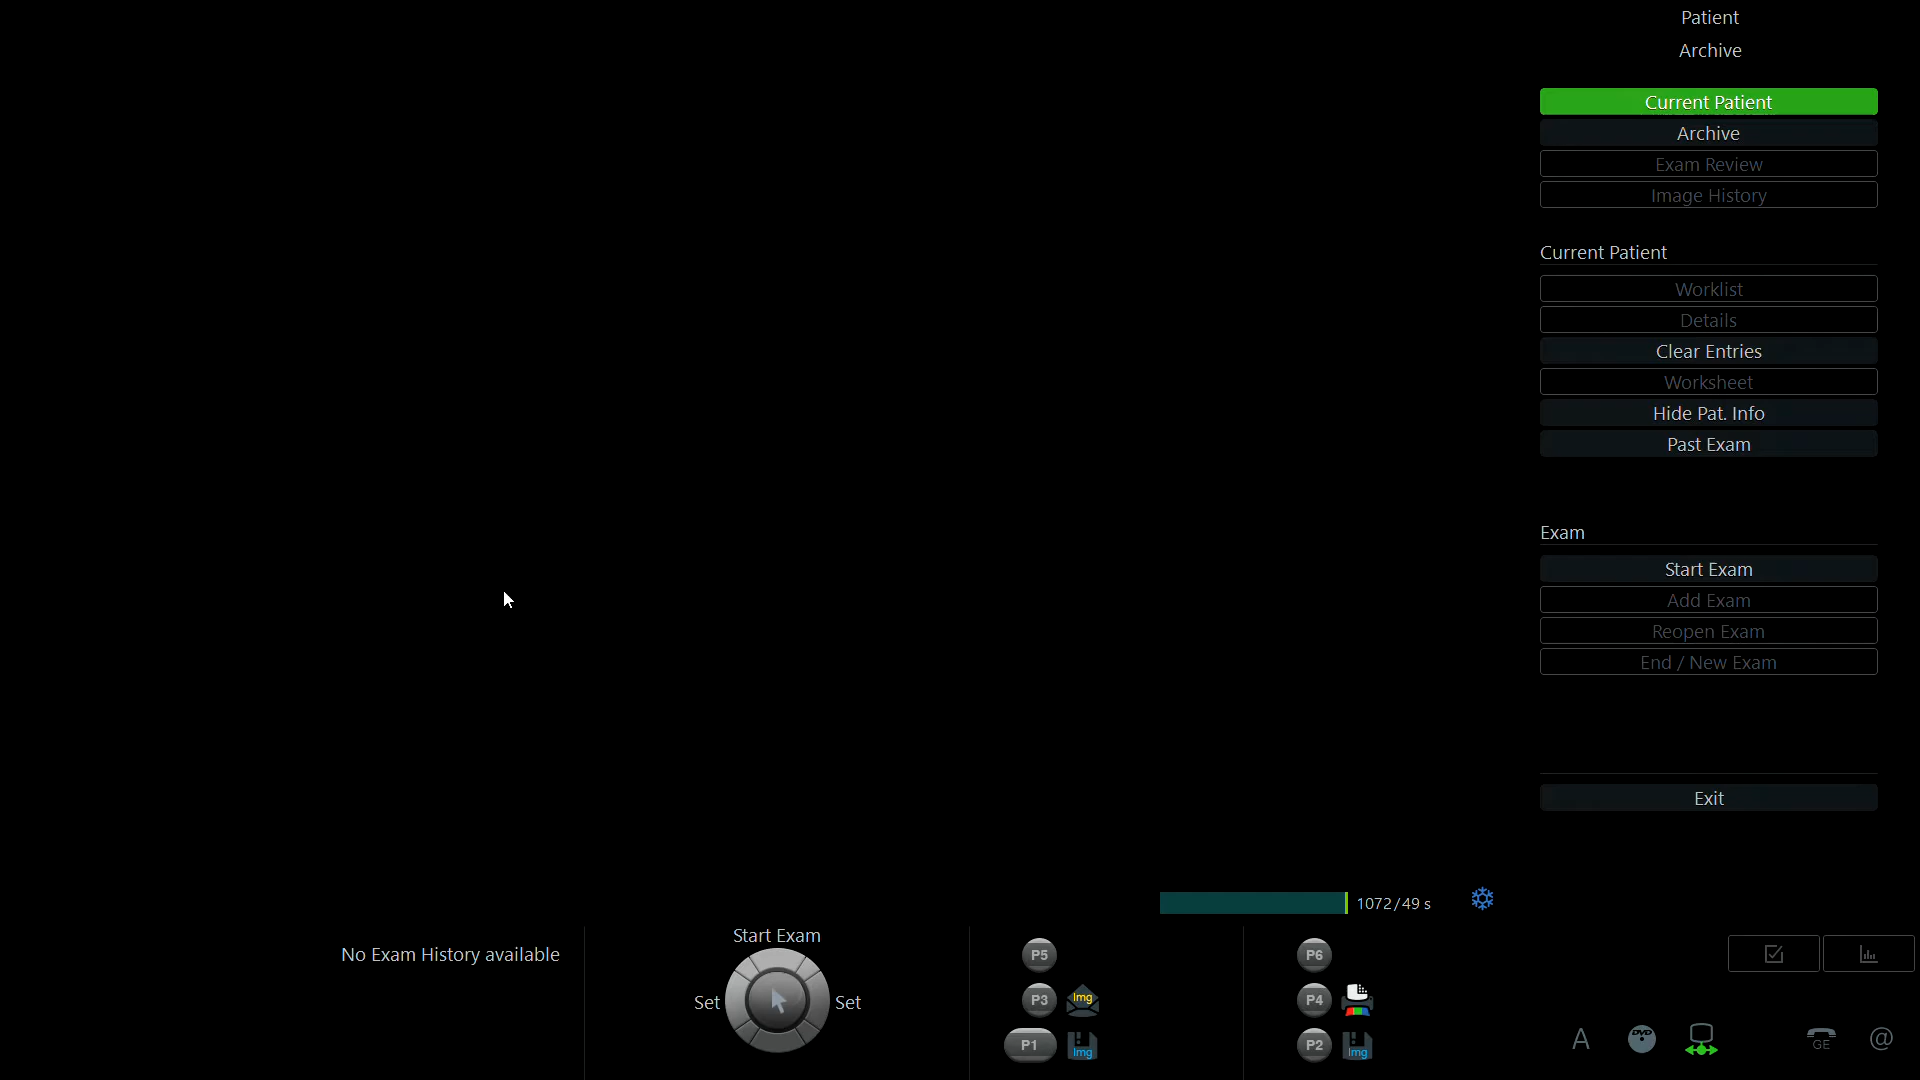 Patient
Archive
Current Patient
Archive
Exam Review
Image History
Current Patient
Worklist
Details
Clear Entries
Worksheet
Hide Pat. Info
Past Exam
Exam
Start Exam
Add Exam
Reopen Exam
End / New Exam
Exit
1072/49 s
No Exam History available
Start Exam
Set
Set
P5
P3
Img
P1
Img
P6
P4
P2
Img
A
DVD
GE
@